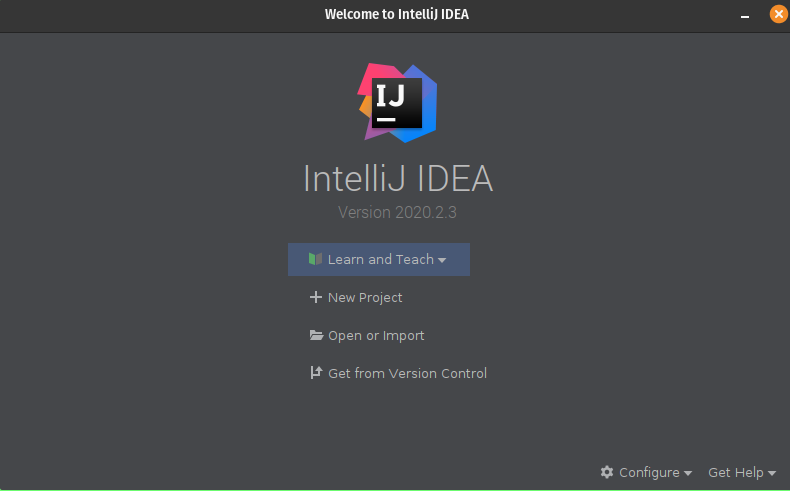 Welcome to IntelliJ IDEA
IJ
IntelliJ IDEA
Version 2020.2.3
Learn and Teach
New Project
Open or Import
Get from Version Control
Configure Get Help